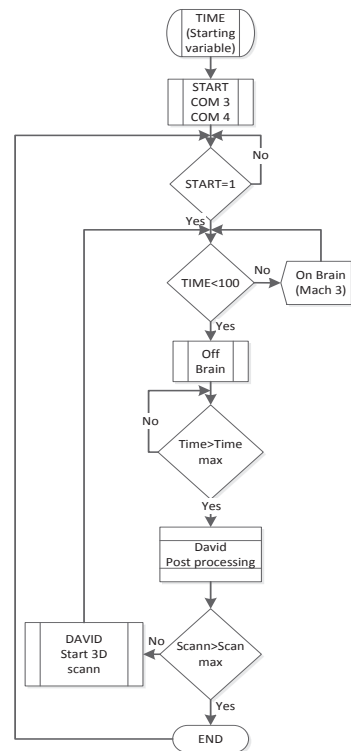 TIME
(Starting
variable)
START
COM 3
COM 4
No
START=1
Yes
TIME<100
No
On Brain
(Mach 3)
Yes
Off
Brain
No
Time>Time
max
Yes
David
Post processing
DAVID
Start 3D
scann
No
Scann>Scan
max
Yes
END